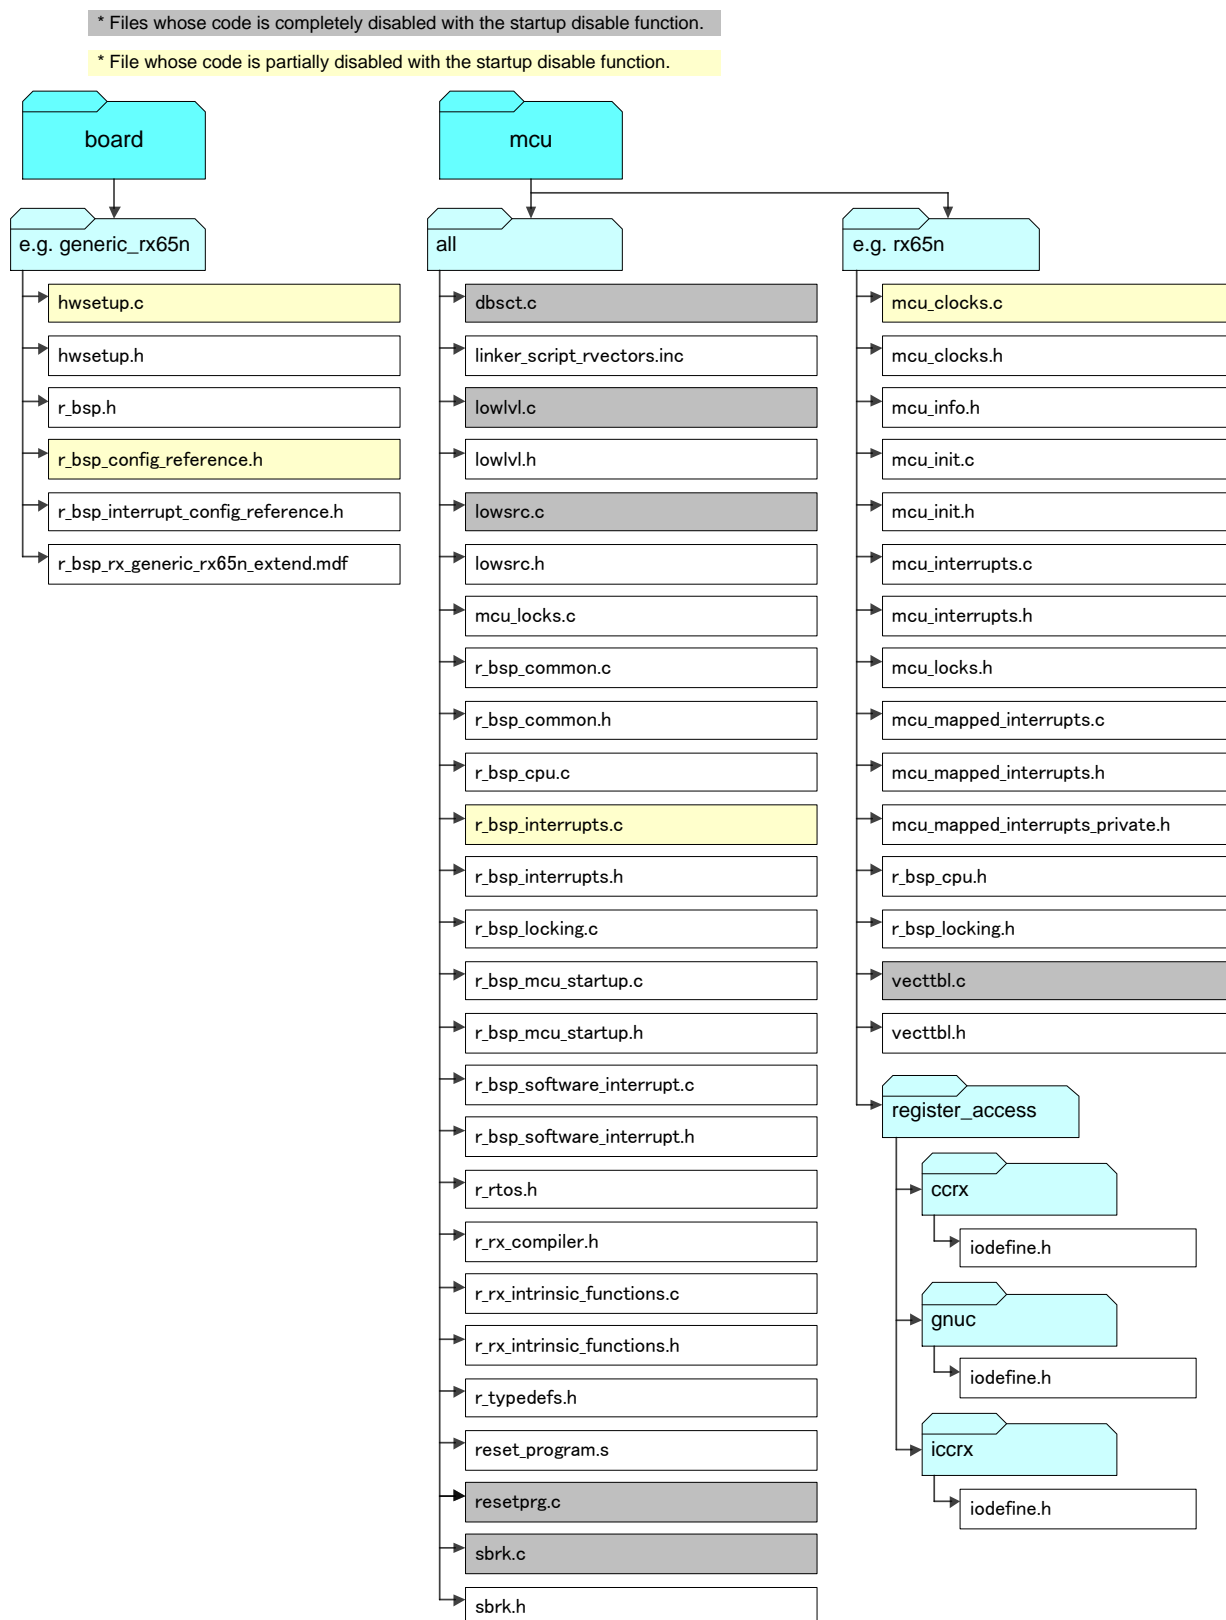 * Files whose code is completely disabled with the startup disable function.
* File whose code is partially disabled with the startup disable function.
board
e.g. generic_rx65n
hwsetup.c
hwsetup.h
r_bsp.h
r_bsp_config_reference.h
r_bsp_interrupt_config_reference.h
r_bsp_rx_generic_rx65n_extend.mdf
mcu
all
dbsct.c
linker_script_rvectors.inc
lowlvl.c
lowlvl.h
lowsrc.c
lowsrc.h
mcu_locks.c
r_bsp_common.c
r_bsp_common.h
r_bsp_cpu.c
r_bsp_interrupts.c
r_bsp_interrupts.h
r_bsp_locking.c
r_bsp_mcu_startup.c
r_bsp_mcu_startup.h
r_bsp_software_interrupt.c
r_bsp_software_interrupt.h
r_rtos.h
r_rx_compiler.h
r_rx_intrinsic_functions.c
r_rx_intrinsic_functions.h
r_typedefs.h
reset_program.s
resetprg.c
sbrk.c
sbrk.h
e.g. rx65n
mcu_clocks.c
mcu_clocks.h
mcu_info.h
mcu_init.c
mcu_init.h
mcu_interrupts.c
mcu_interrupts.h
mcu_locks.h
mcu_mapped_interrupts.c
mcu_mapped_interrupts.h
mcu_mapped_interrupts_private.h
r_bsp_cpu.h
r_bsp_locking.h
vecttbl.c
vecttbl.h
register_access
ccrx
iodefine.h
gnuc
iodefine.h
iccrx
iodefine.h